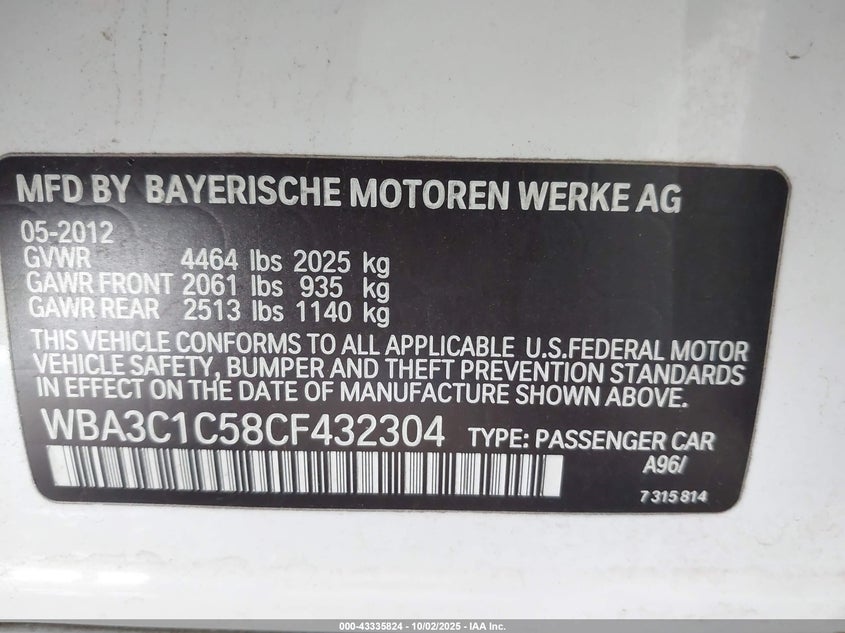 MFD BY BAYERISCHE MOTOREN WERKE AG
05-2012
GVWR 4464 lbs 2025 kg
GAWR FRONT 2061 lbs 935 kg
GAWR REAR 2513 lbs 1140 kg
THIS VEHICLE CONFORMS TO ALL APPLICABLE U.S.FEDERAL MOTOR
VEHICLE SAFETY, BUMPER AND THEFT PREVENTION STANDARDS
IN EFFECT ON THE DATE OF MANUFACTURE SHOWN ABOVE.
WBA3C1C58CF432304 TYPE: PASSENGER CAR
A96/
7 315 814
000-43335824 - 10/02/2025 - IAA Inc.